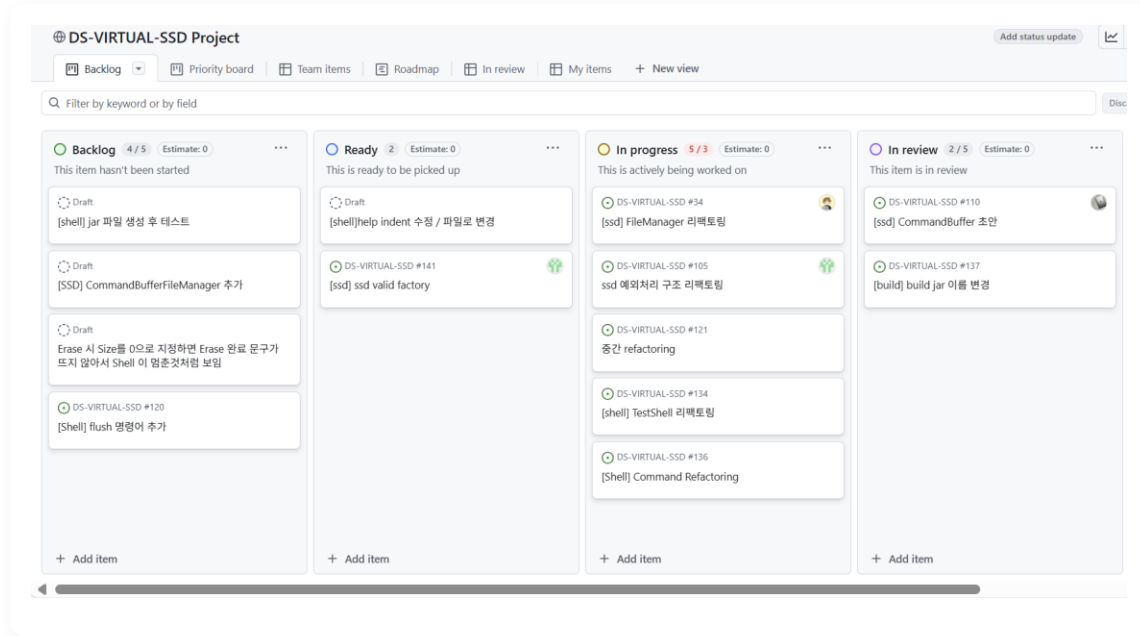 DS-VIRTUAL-SSD Project
Add status update
Backlog
Priority board
Team items
Roadmap
In review
My items
+ New view
Filter by keyword or by field
Disc
Backlog 4 / 5 Estimate: 0 ...
This item hasn't been started
Draft
[shell] jar 파일 생성 후 테스트
Draft
[SSD] CommandBufferFileManager 추가
Draft
Erase 시 Size를 0으로 지정하면 Erase 완료 문구가
뜨지 않아서 Shell 이 멈춘것처럼 보임
DS-VIRTUAL-SSD #120
[Shell] flush 명령어 추가
+ Add item
Ready 2 Estimate: 0 ...
This is ready to be picked up
Draft
[shell]help indent 수정 / 파일로 변경
DS-VIRTUAL-SSD #141
[ssd] ssd valid factory
+ Add item
In progress 5 / 3 Estimate: 0 ...
This is actively being worked on
DS-VIRTUAL-SSD #34
[ssd] FileManager 리팩토링
DS-VIRTUAL-SSD #105
ssd 예외처리 구조 리팩토링
DS-VIRTUAL-SSD #121
중간 refactoring
DS-VIRTUAL-SSD #134
[shell] TestShell 리팩토링
DS-VIRTUAL-SSD #136
[Shell] Command Refactoring
+ Add item
In review 2 / 5 Estimate: 0 ...
This item is in review
DS-VIRTUAL-SSD #110
[ssd] CommandBuffer 초안
DS-VIRTUAL-SSD #137
[build] build jar 이름 변경
+ Add item